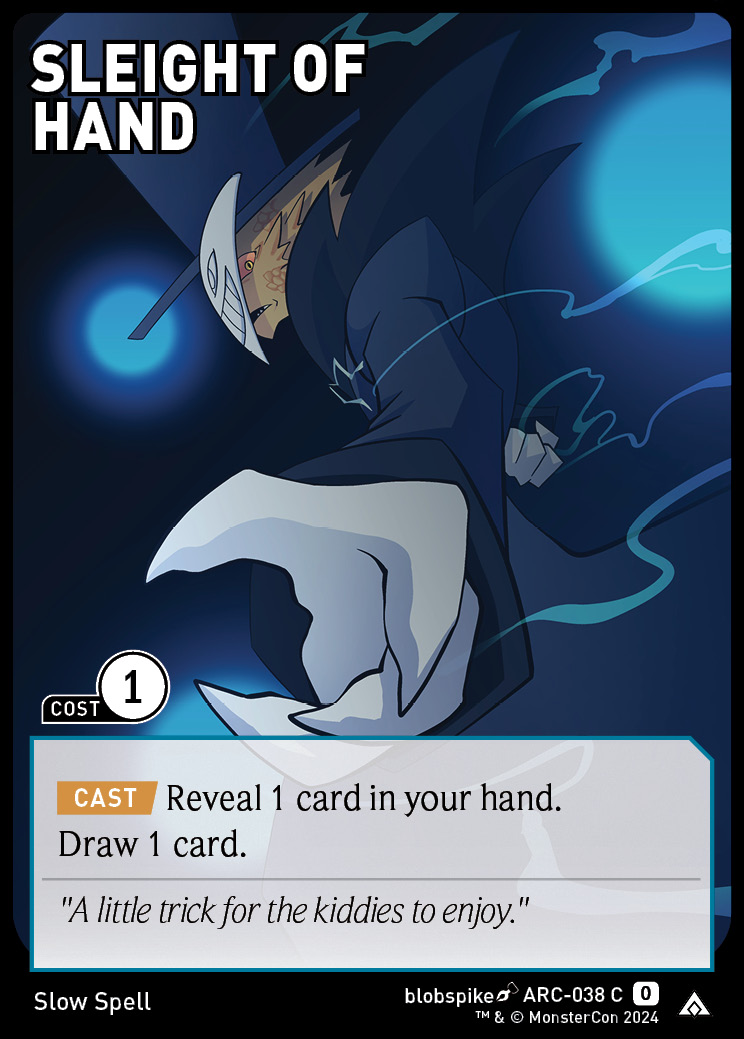 SLEIGHT OF
HAND
COST 1
CAST Reveal 1 card in your hand.
Draw 1 card.
"A little trick for the kiddies to enjoy."
Slow Spell
blobspike ARC-038 C 0
™ & © MonsterCon 2024